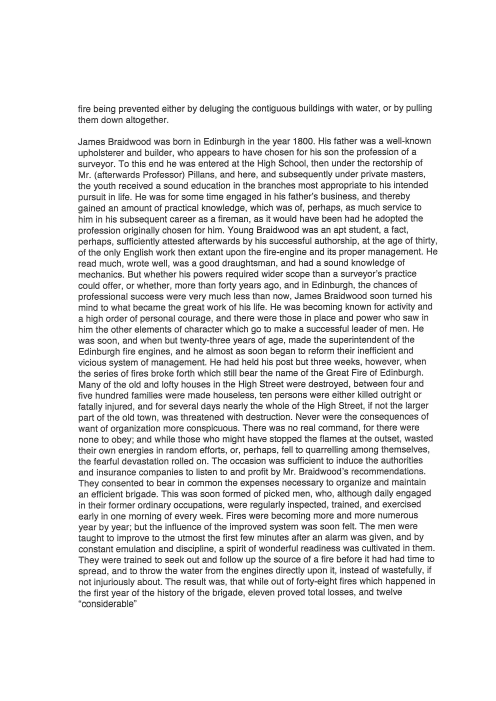 fire being prevented either by deluging the contiguous buildings with water, or by pulling
them down altogether.
James Braidwood was born in Edinburgh in the year 1800. His father was a well-known
upholsterer and builder, who appears to have chosen for his son the profession of a
surveyor. To this end he was entered at the High School, then under the rectorship of
Mr. (afterwards Professor) Pillans, and here, and subsequently under private masters,
the youth received a sound education in the branches most appropriate to his intended
pursuit in life. He was for some time engaged in his father's business, and thereby
gained an amount of practical knowledge, which was of, perhaps, as much service to
him in his subsequent career as a fireman, as it would have been had he adopted the
profession originally chosen for him. Young Braidwood was an apt student, a fact,
perhaps, sufficiently attested afterwards by his successful authorship, at the age of thirty,
of the only English work then extant upon the fire-engine and its proper management. He
read much, wrote well, was a good draughtsman, and had a sound knowledge of
mechanics. But whether his powers required wider scope than a surveyor's practice
could offer, or whether, more than forty years ago, and in Edinburgh, the chances of
professional success were very much less than now, James Braidwood soon turned his
mind to what became the great work of his life. He was becoming known for activity and
a high order of personal courage, and there were those in place and power who saw in
him the other elements of character which go to make a successful leader of men. He
was soon, and when but twenty-three years of age, made the superintendent of the
Edinburgh fire engines, and he almost as soon began to reform their inefficient and
vicious system of management. He had held his post but three weeks, however, when
the series of fires broke forth which still bear the name of the Great Fire of Edinburgh.
Many of the old and lofty houses in the High Street were destroyed, between four and
five hundred families were made houseless, ten persons were either killed outright or
fatally injured, and for several days nearly the whole of the High Street, if not the larger
part of the old town, was threatened with destruction. Never were the consequences of
want of organization more conspicuous. There was no real command, for there were
none to obey; and while those who might have stopped the flames at the outset, wasted
their own energies in random efforts, or, perhaps, fell to quarrelling among themselves,
the fearful devastation rolled on. The occasion was sufficient to induce the authorities
and insurance companies to listen to and profit by Mr. Braidwood's recommendations.
They consented to bear in common the expenses necessary to organize and maintain
an efficient brigade. This was soon formed of picked men, who, although daily engaged
in their former ordinary occupations, were regularly inspected, trained, and exercised
early in one morning of every week. Fires were becoming more and more numerous
year by year; but the influence of the improved system was soon felt. The men were
taught to improve to the utmost the first few minutes after an alarm was given, and by
constant emulation and discipline, a spirit of wonderful readiness was cultivated in them.
They were trained to seek out and follow up the source of a fire before it had had time to
spread, and to throw the water from the engines directly upon it, instead of wastefully, if
not injuriously about. The result was, that while out of forty-eight fires which happened in
the first year of the history of the brigade, eleven proved total losses, and twelve
"considerable"